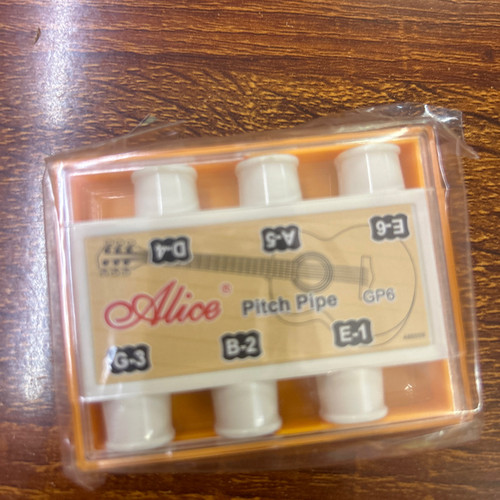 D-4 A-5 E-6
Alice®
Pitch Pipe GP6
G-3 B-2 E-1